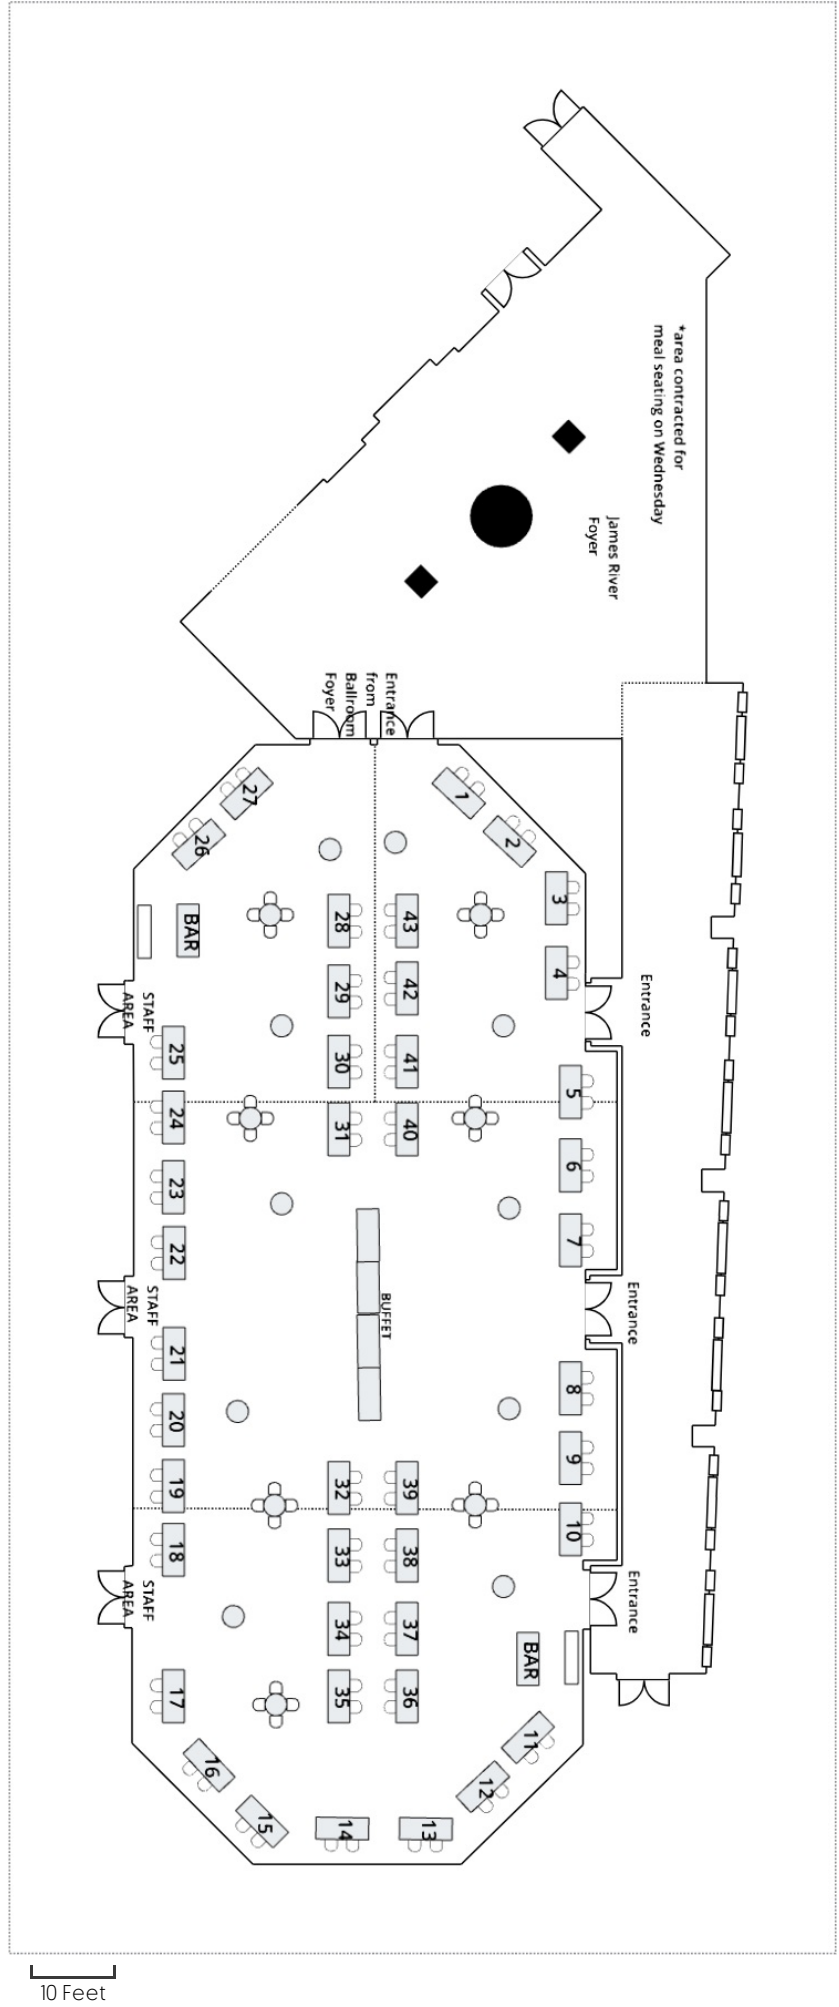 *area contracted for
meal seating on Wednesday
James River
Foyer
Entrance
from
Ballroom
Foyer
27
1
26
2
3
BAR
28
43
4
29
42
Entrance
STAFF
AREA
25
30
41
5
24
31
40
6
23
7
22
BUFFET
STAFF
AREA
Entrance
21
8
20
9
19
32
39
10
18
33
38
STAFF
AREA
Entrance
34
37
BAR
17
35
36
11
16
12
15
14
13
10 Feet